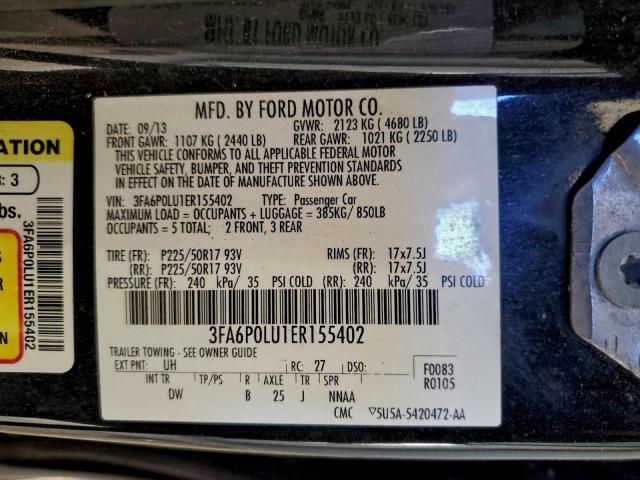 MFD. BY FORD MOTOR CO.
DATE: 09/13 GVWR: 2123 KG ( 4680 LB)
FRONT GAWR: 1107 KG ( 2440 LB) REAR GAWR: 1021 KG ( 2250 LB)
THIS VEHICLE CONFORMS TO ALL APPLICABLE FEDERAL MOTOR
VEHICLE SAFETY, BUMPER, AND THEFT PREVENTION STANDARDS
IN EFFECT ON THE DATE OF MANUFACTURE SHOWN ABOVE.
VIN: 3FA6P0LU1ER155402 TYPE: Passenger Car
MAXIMUM LOAD = OCCUPANTS + LUGGAGE = 385KG/ 850LB
OCCUPANTS = 5 TOTAL; 2 FRONT, 3 REAR
TIRE (FR): P225/50R17 93V RIMS (FR): 17x7.5J
(RR): P225/50R17 93V (RR): 17x7.5J
PRESSURE (FR): 240 kPa/ 35 PSI COLD (RR): 240 kPa/ 35 PSI COLD
3FA6P0LU1ER155402
TRAILER TOWING - SEE OWNER GUIDE
EXT PNT: UH RC: 27 DSO: F0083
R0105
INT TR TP/PS R AXLE TR SPR
DW B 25 J NNAA
CMC ▽5U5A-5420472-AA
ATION
: 3
bs.
S
R
N
3FA6P0LU1ER155402